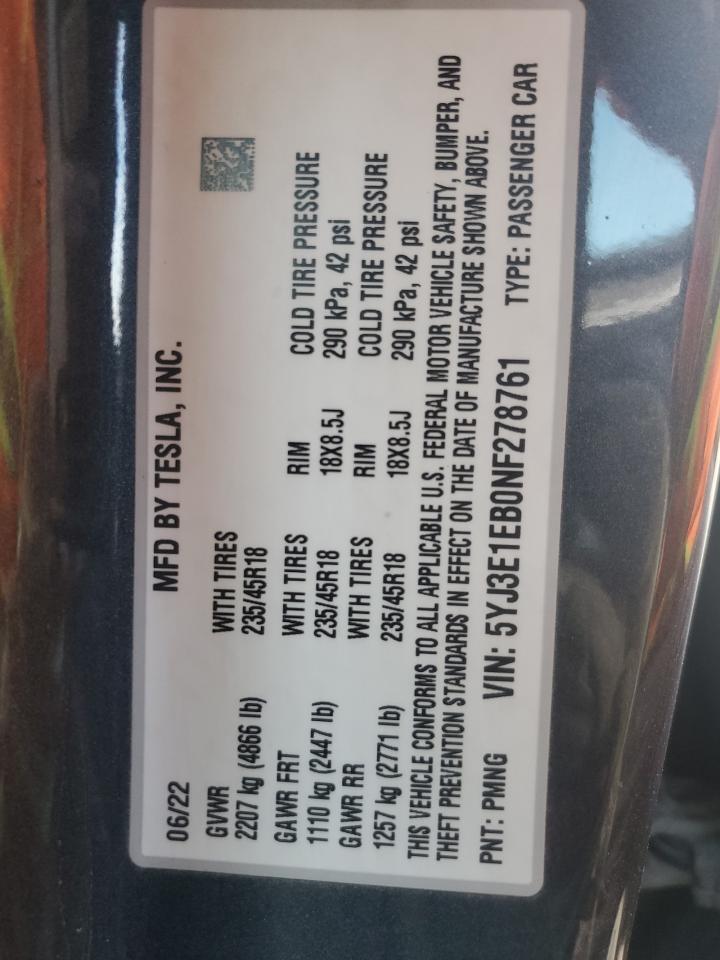 06/22 MFD BY TESLA, INC.
GVWR WITH TIRES
2207 kg (4866 lb) 235/45R18
GAWR FRT WITH TIRES RIM COLD TIRE PRESSURE
1110 kg (2447 lb) 235/45R18 18X8.5J 290 kPa, 42 psi
GAWR RR WITH TIRES RIM COLD TIRE PRESSURE
1257 kg (2771 lb) 235/45R18 18X8.5J 290 kPa, 42 psi
THIS VEHICLE CONFORMS TO ALL APPLICABLE U.S. FEDERAL MOTOR VEHICLE SAFETY, BUMPER, AND
THEFT PREVENTION STANDARDS IN EFFECT ON THE DATE OF MANUFACTURE SHOWN ABOVE.
PNT: PMNG VIN: 5YJ3E1EB0NF278761 TYPE: PASSENGER CAR